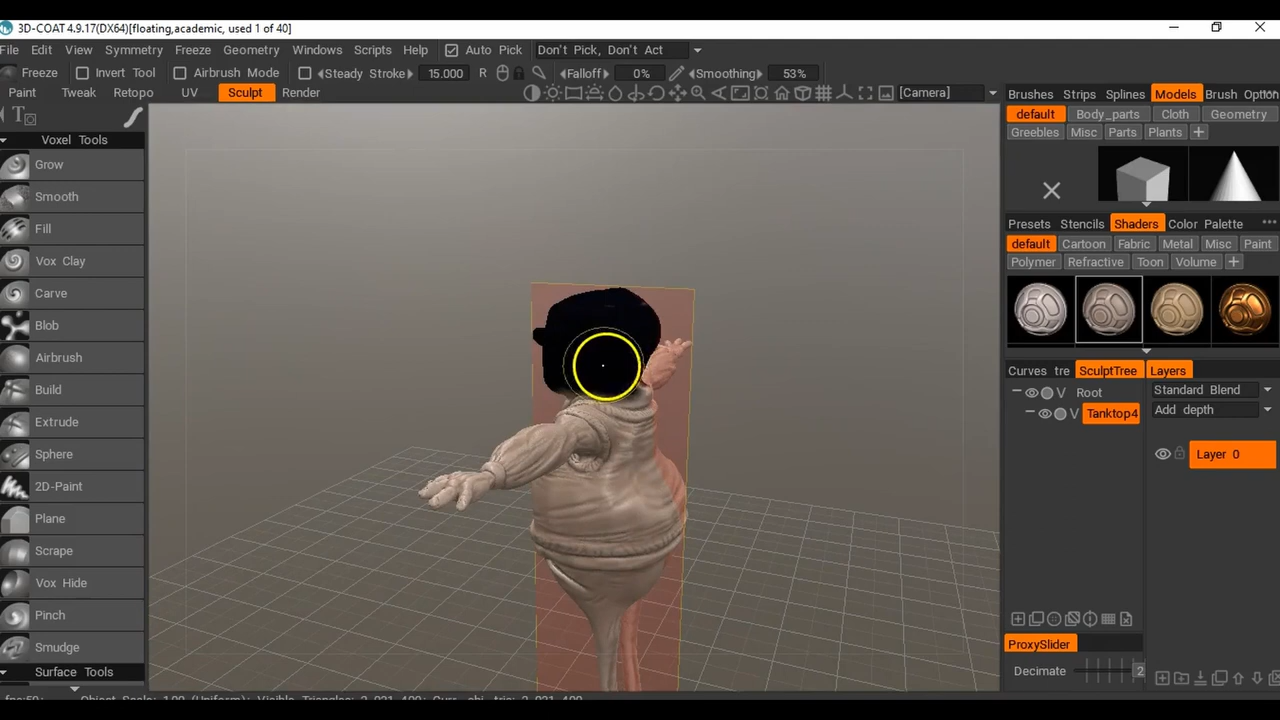 3D-COAT 4.9.17(DX64)[floating,academic, used 1 of 40]
File Edit View Symmetry Freeze Geometry Windows Scripts Help Auto Pick Don't Pick, Don't Act
Freeze Invert Tool Airbrush Mode Steady Stroke 15.000 R Falloff 0% Smoothing 53%
Paint Tweak Retopo UV Sculpt Render [Camera]
Brushes Strips Splines Models Brush Option
default Body_parts Cloth Geometry
Greebles Misc Parts Plants +
Voxel Tools
Grow
Smooth
Fill
Vox Clay
Carve
Blob
Airbrush
Build
Extrude
Sphere
2D-Paint
Plane
Scrape
Vox Hide
Pinch
Smudge
Surface Tools
Presets Stencils Shaders Color Palette
default Cartoon Fabric Metal Misc Paint
Polymer Refractive Toon Volume +
Curves tre SculptTree Layers
Root
V
Tanktop4
V
Standard Blend
Add depth
Layer 0
ProxySlider
Decimate 2